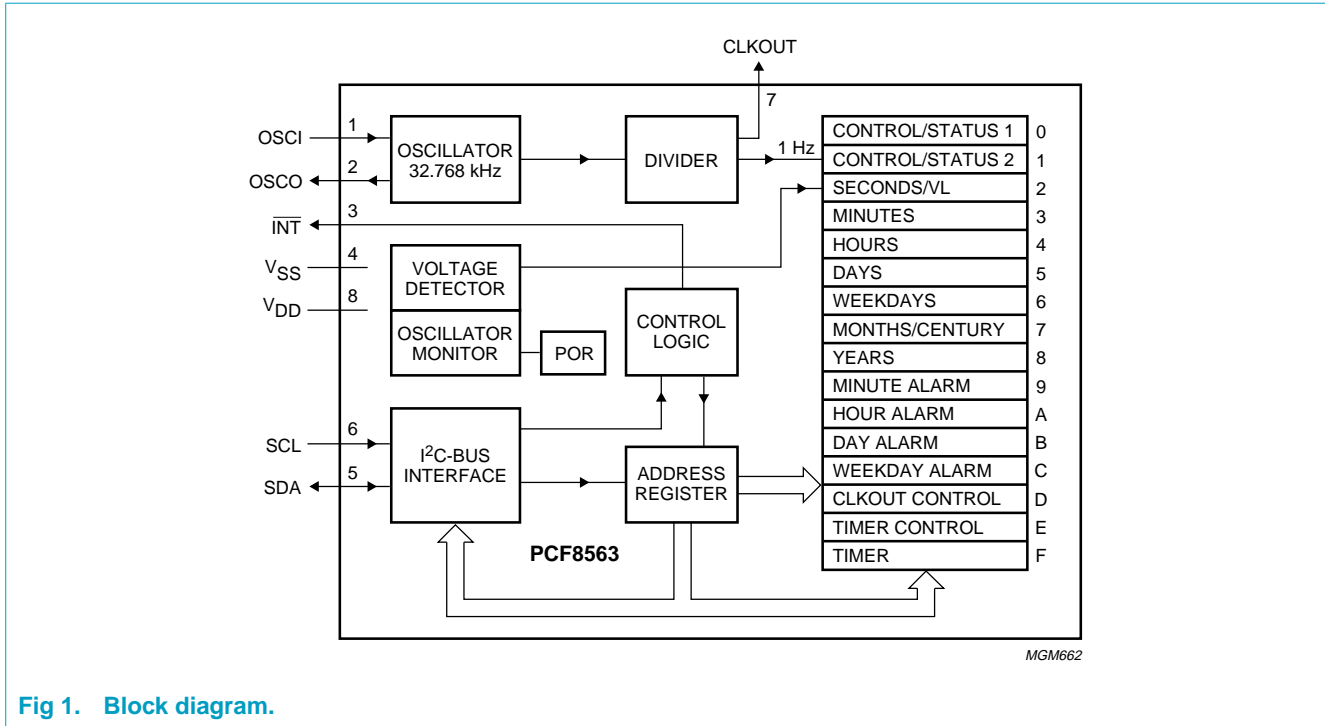 CLKOUT
7
OSCI
1
OSCILLATOR
32.768 kHz
DIVIDER
1 Hz
CONTROL/STATUS 1 0
CONTROL/STATUS 2 1
OSCO
2
SECONDS/VL 2
INT
3
MINUTES 3
HOURS 4
VSS
4
VOLTAGE
DETECTOR
DAYS 5
VDD
8
WEEKDAYS 6
OSCILLATOR
MONITOR
POR
CONTROL
LOGIC
MONTHS/CENTURY 7
YEARS 8
MINUTE ALARM 9
HOUR ALARM A
SCL
6
I2C-BUS
INTERFACE
DAY ALARM B
SDA
5
ADDRESS
REGISTER
WEEKDAY ALARM C
CLKOUT CONTROL D
TIMER CONTROL E
PCF8563
TIMER F
MGM662
Fig 1. Block diagram.